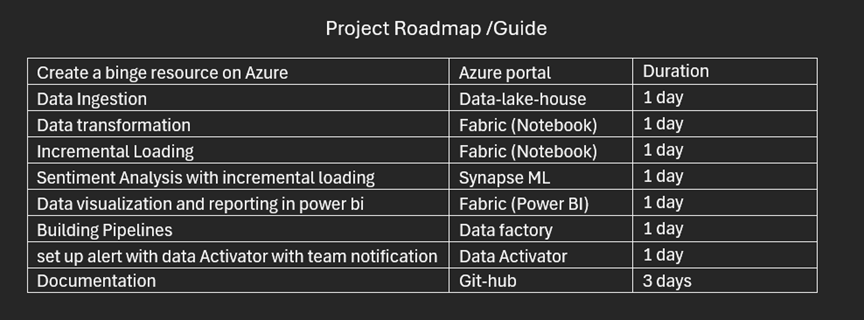 Project Roadmap /Guide
Create a binge resource on Azure Azure portal Duration
Data Ingestion Data-lake-house 1 day
Data transformation Fabric (Notebook) 1 day
Incremental Loading Fabric (Notebook) 1 day
Sentiment Analysis with incremental loading Synapse ML 1 day
Data visualization and reporting in power bi Fabric (Power BI) 1 day
Building Pipelines Data factory 1 day
set up alert with data Activator with team notification Data Activator 1 day
Documentation Git-hub 3 days